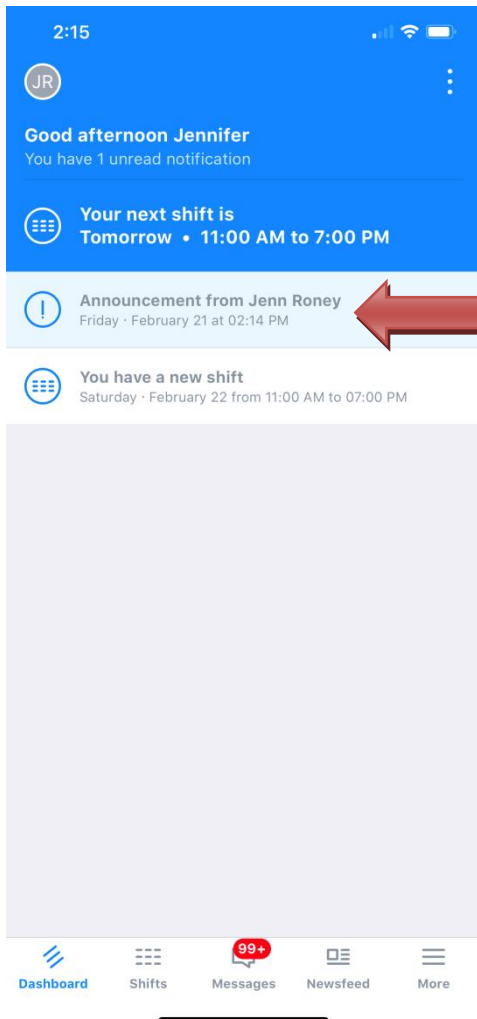 2:15
JR
Good afternoon Jennifer
You have 1 unread notification
Your next shift is
Tomorrow • 11:00 AM to 7:00 PM
Announcement from Jenn Roney
Friday · February 21 at 02:14 PM
You have a new shift
Saturday · February 22 from 11:00 AM to 07:00 PM
99+
Dashboard Shifts Messages Newsfeed More